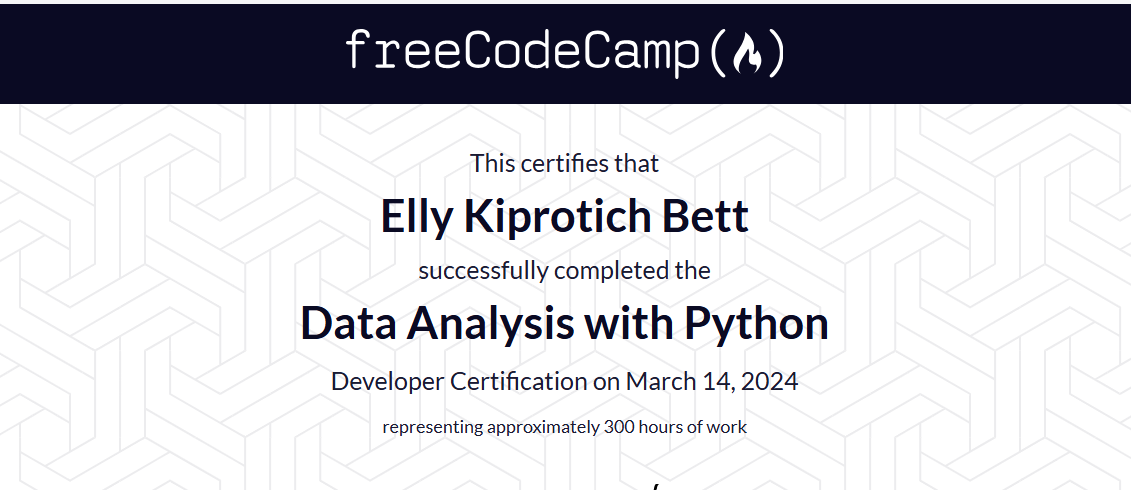 freeCodeCamp
This certifies that
Elly Kiprotich Bett
successfully completed the
Data Analysis with Python
Developer Certification on March 14, 2024
representing approximately 300 hours of work